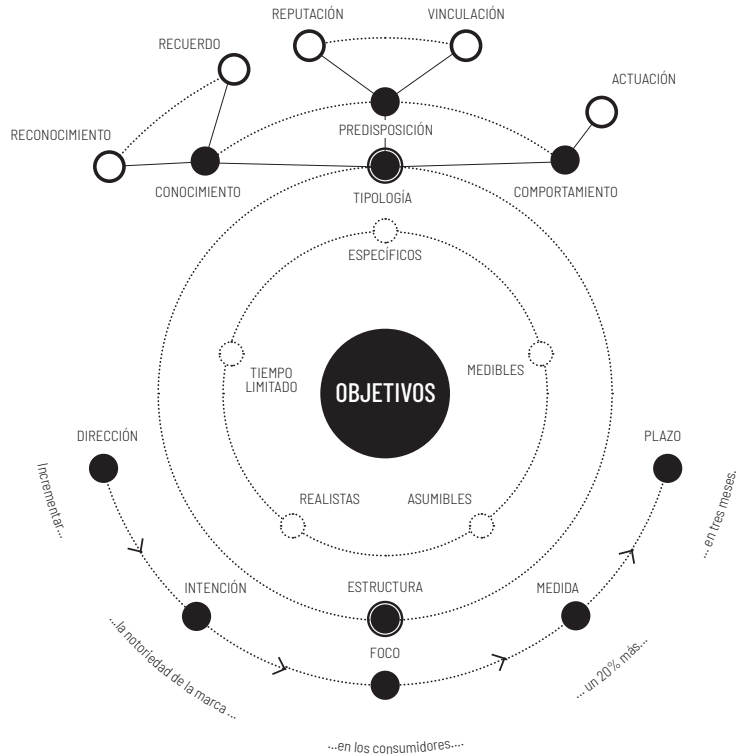 REPUTACIÓN
VINCULACIÓN
RECUERDO
ACTUACIÓN
RECONOCIMIENTO
PREDISPOSICIÓN
CONOCIMIENTO
TIPOLOGÍA
COMPORTAMIENTO
ESPECÍFICOS
TIEMPO
LIMITADO
MEDIBLES
OBJETIVOS
DIRECCIÓN
PLAZO
REALISTAS
ASUMIBLES
Incrementar...
... en tres meses.
INTENCIÓN
ESTRUCTURA
MEDIDA
FOCO
...la notoriedad de la marca ...
... un 20% más...
...en los consumidores....